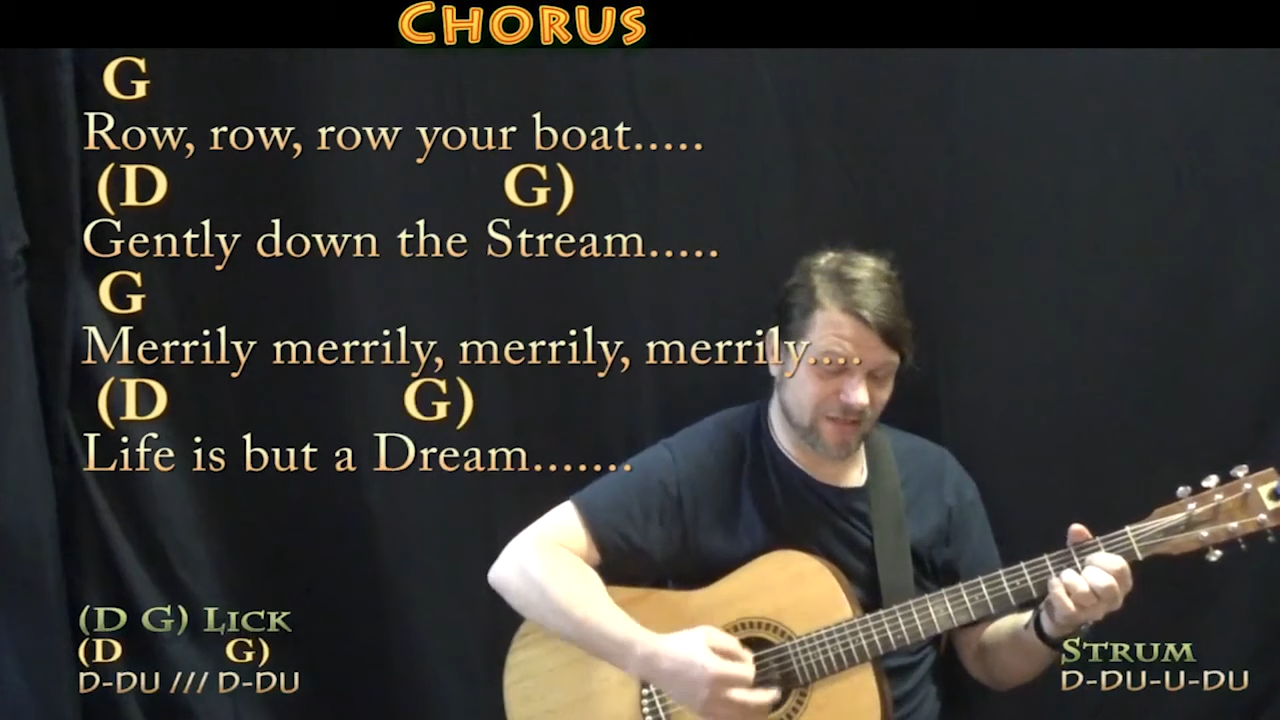 CHORUS
G
Row, row, row your boat.....
(D G)
Gently down the Stream.....
G
Merrily merrily, merrily, merrily....
(D G)
Life is but a Dream.......
(D G) LICK
(D G)
D-DU /// D-DU
STRUM
D-DU-U-DU